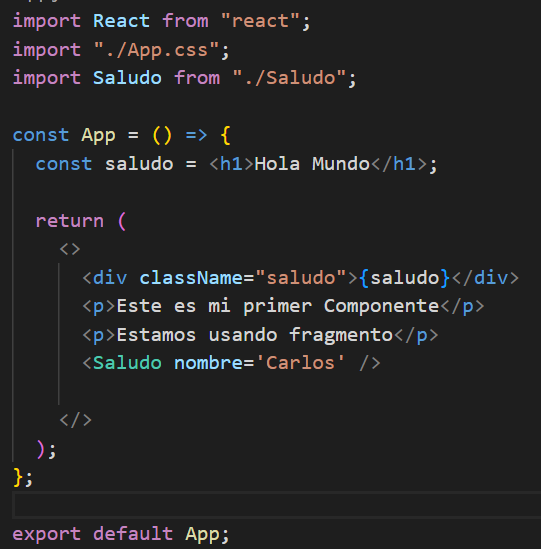 import React from "react";
import "./App.css";
import Saludo from "./Saludo";
const App = () => {
const saludo = <h1>Hola Mundo</h1>;
return (
<>
<div className="saludo">{saludo}</div>
<p>Este es mi primer Componente</p>
<p>Estamos usando fragmento</p>
<Saludo nombre='Carlos' />
</>
);
};
export default App;